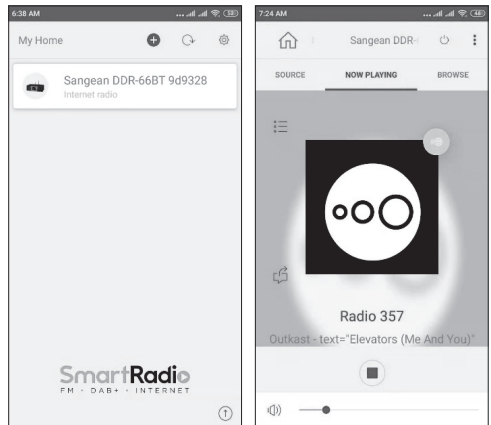 6:38 AM
58
My Home
Sangean DDR-66BT 9d9328
Internet radio
SmartRadio
FM · DAB+ · INTERNET
7:24 AM
Sangean DDR-
SOURCE
NOW PLAYING
BROWSE
Radio 357
Outkast - text="Elevators (Me And You)"